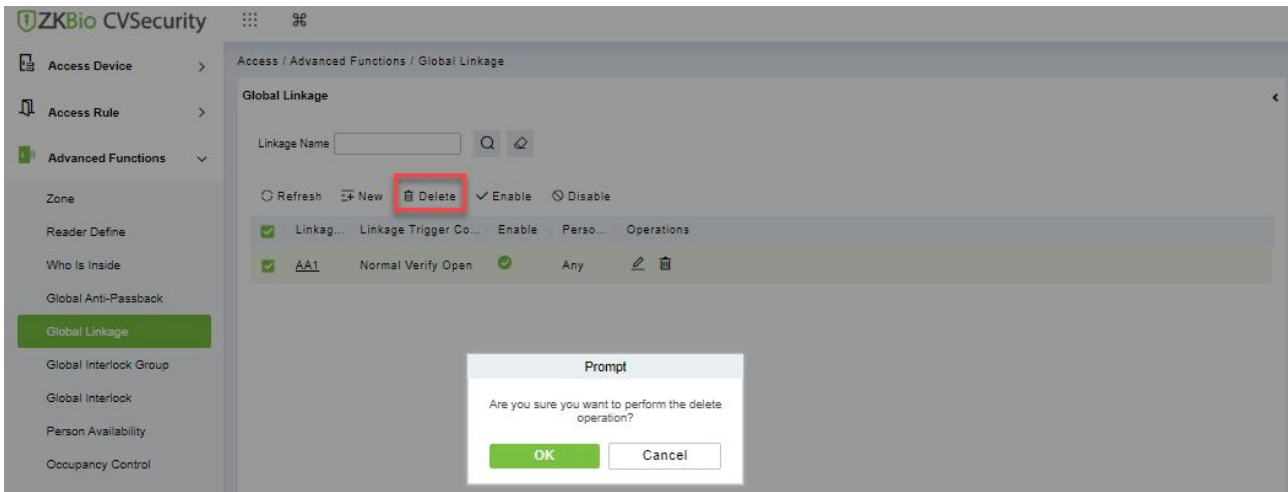 ZKBio CVSecurity
Access Device
Access Rule
Advanced Functions
Zone
Reader Define
Who Is Inside
Global Anti-Passback
Global Linkage
Global Interlock Group
Global Interlock
Person Availability
Occupancy Control
Access / Advanced Functions / Global Linkage
Global Linkage
Linkage Name
Refresh New Delete Enable Disable
Linkag... Linkage Trigger Co... Enable Perso... Operations
AA1 Normal Verify Open Any
Prompt
Are you sure you want to perform the delete
operation?
OK Cancel